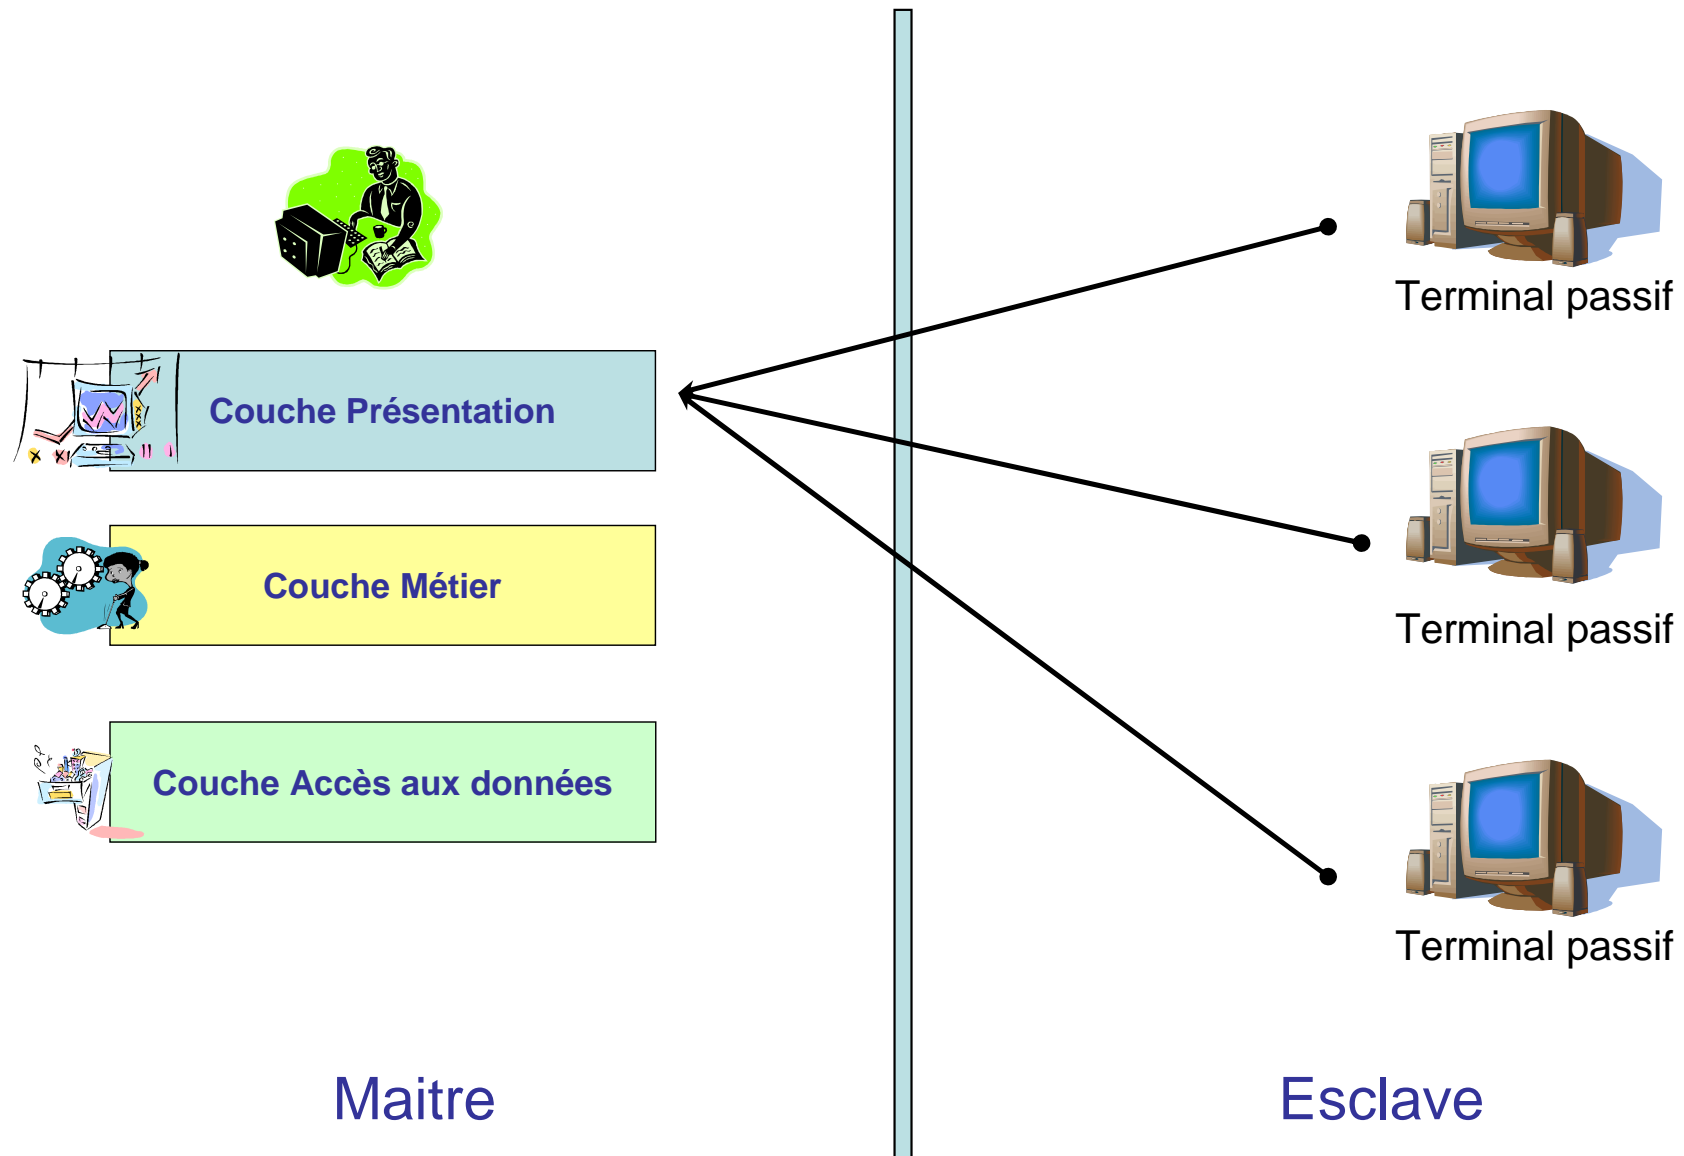 Terminal passif
Couche Présentation
Couche Métier
Terminal passif
Couche Accès aux données
Terminal passif
Maitre
Esclave